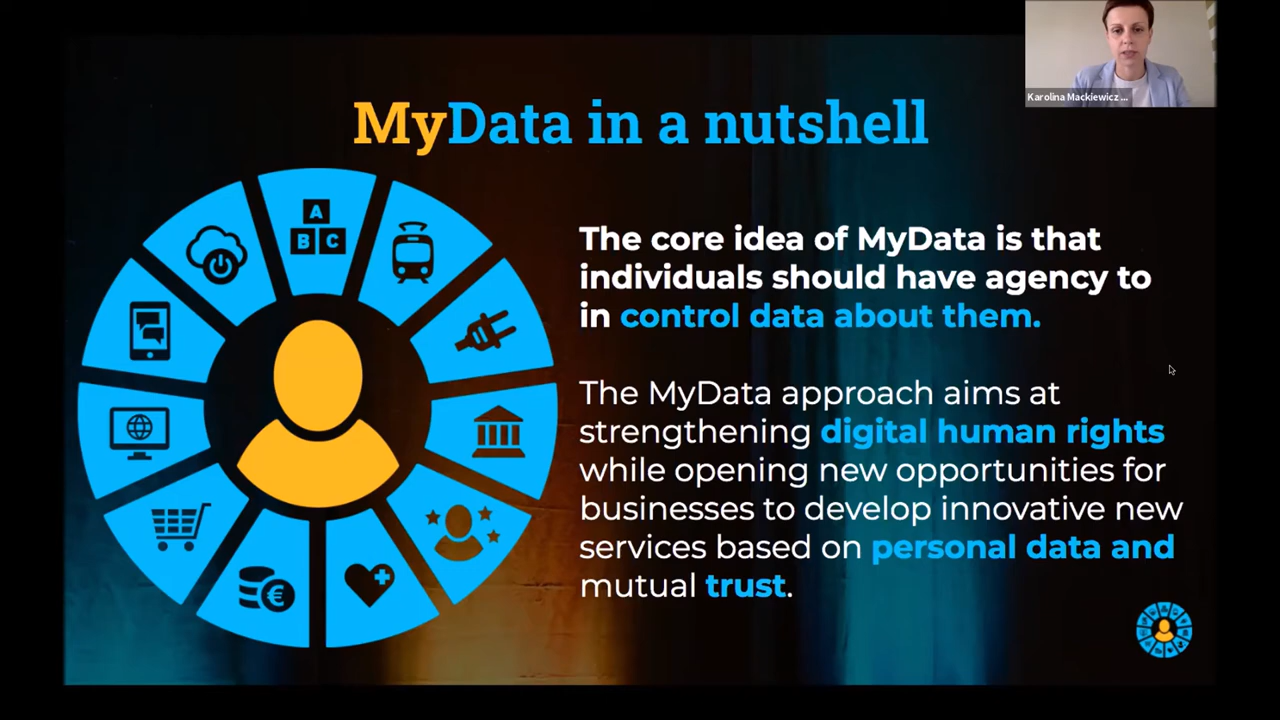 Karolina Mackiewicz ...
MyData in a nutshell
A
B C
The core idea of MyData is that
individuals should have agency to
in control data about them.
The MyData approach aims at
strengthening digital human rights
while opening new opportunities for
businesses to develop innovative new
services based on personal data and
mutual trust.
€